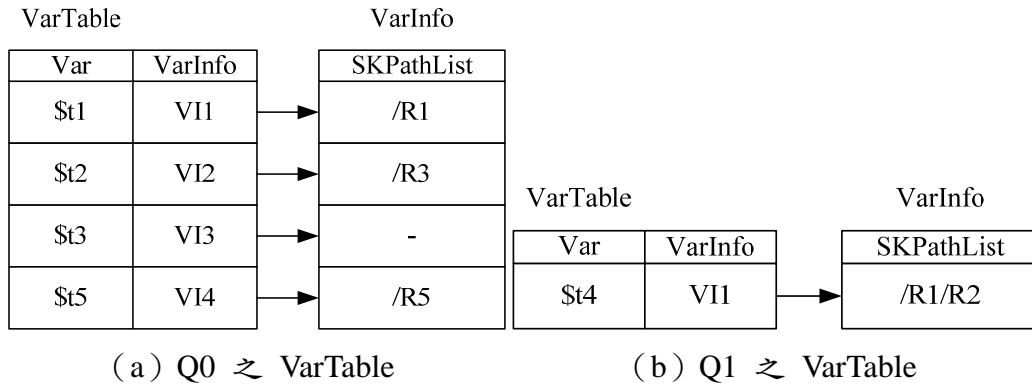 VarTable VarInfo
Var VarInfo SKPathList
$t1 VI1 /R1
$t2 VI2 /R3
$t3 VI3 -
$t5 VI4 /R5
(a) Q0 之 VarTable
VarTable VarInfo
Var VarInfo SKPathList
$t4 VI1 /R1/R2
(b) Q1 之 VarTable